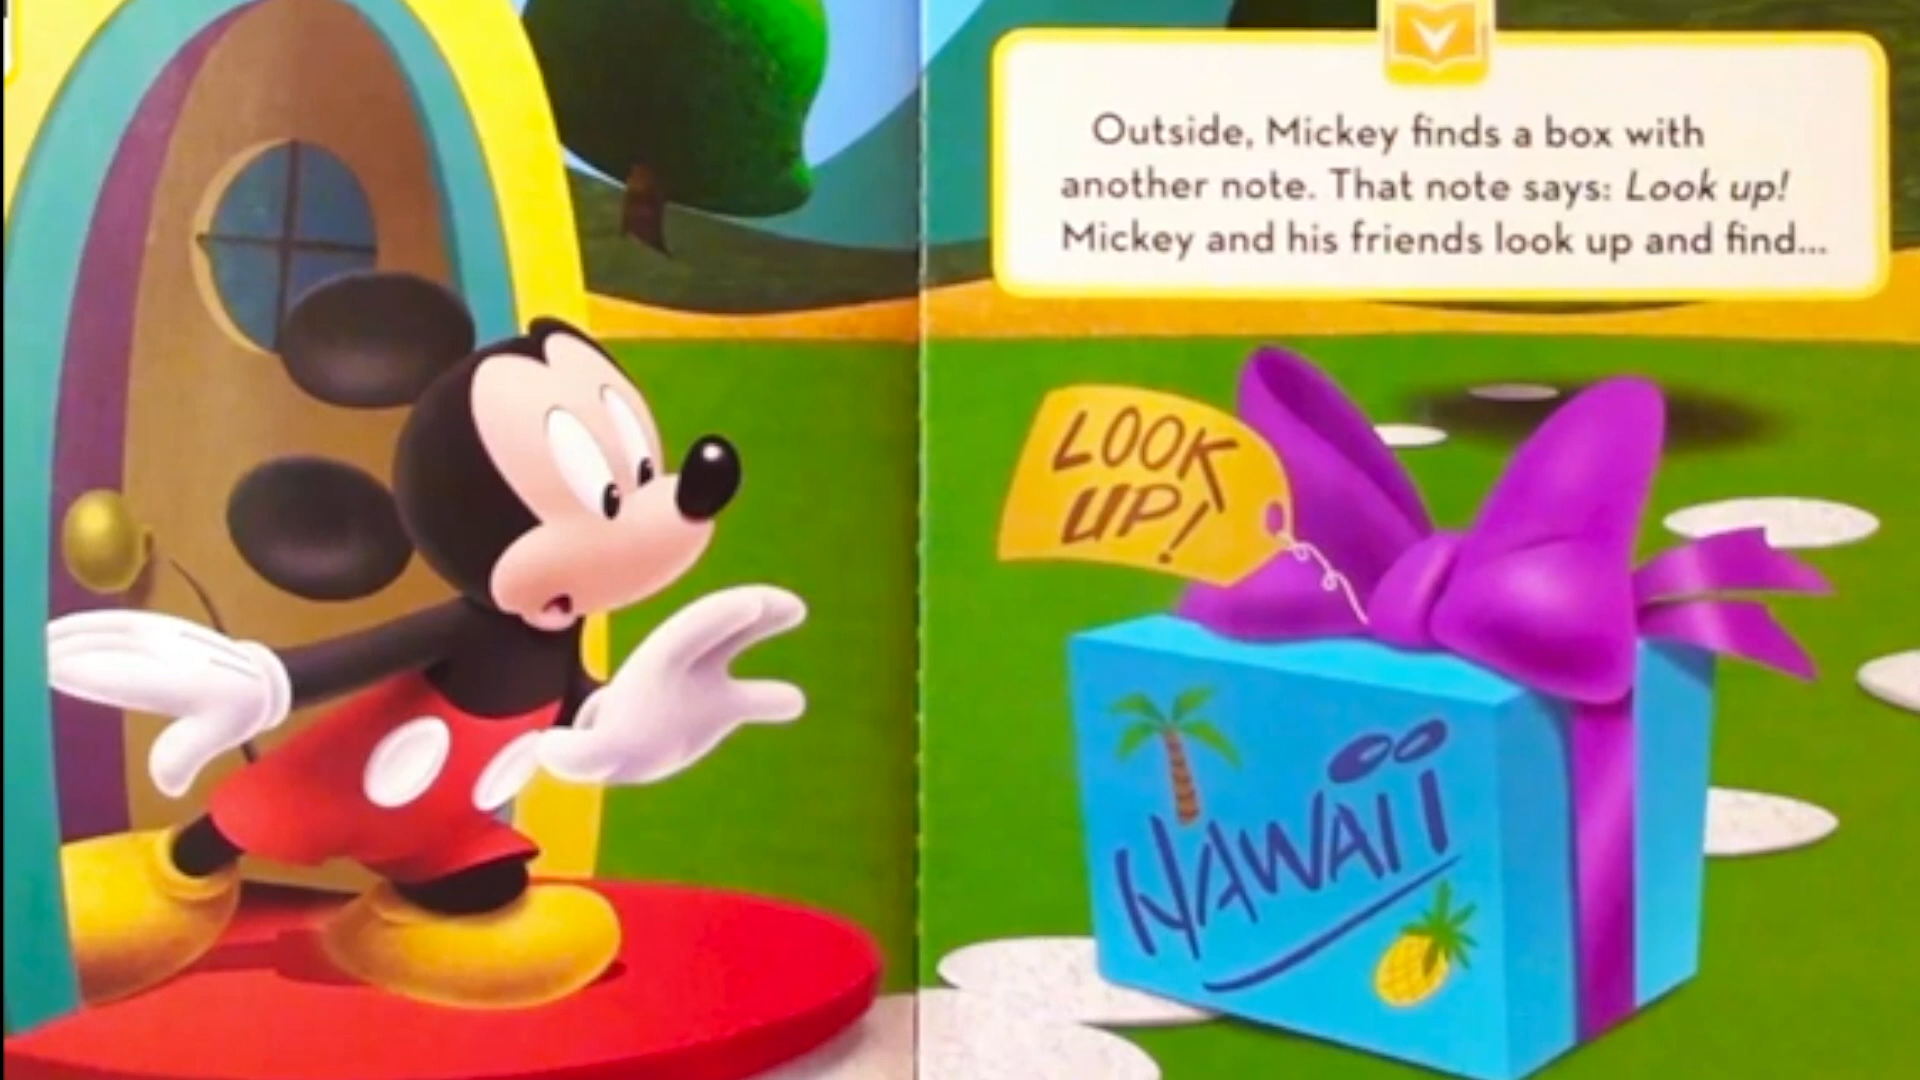 Outside, Mickey finds a box with
another note. That note says: Look up!
Mickey and his friends look up and find...
LOOK
UP!
HAWAII